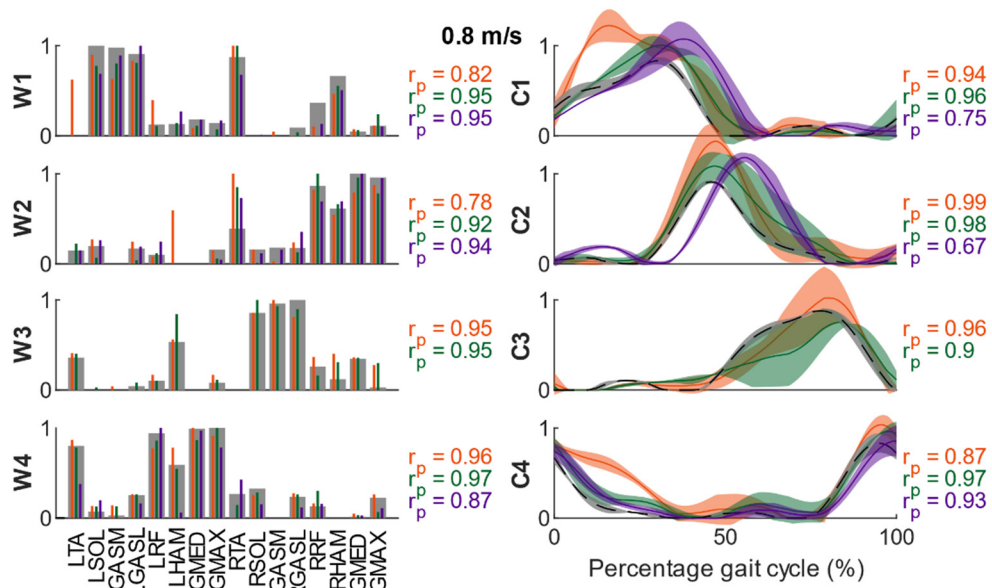 0.8 m/s
W1
1
0
r_p = 0.82
r_p = 0.95
r_p = 0.95
C1
1
0
r_p = 0.94
r_p = 0.96
r_p = 0.75
W2
1
0
r_p = 0.78
r_p = 0.92
r_p = 0.94
C2
1
0
r_p = 0.99
r_p = 0.98
r_p = 0.67
W3
1
0
r_p = 0.95
r_p = 0.95
C3
1
0
r_p = 0.96
r_p = 0.9
W4
1
0
r_p = 0.96
r_p = 0.97
r_p = 0.87
C4
1
0
r_p = 0.87
r_p = 0.97
r_p = 0.93
LTA
LSOL
GASM
GASL
LRF
LHAM
GMED
GMAX
RTA
RSOL
GASM
GASL
RRF
RHAM
GMED
GMAX
0
50
100
Percentage gait cycle (%)